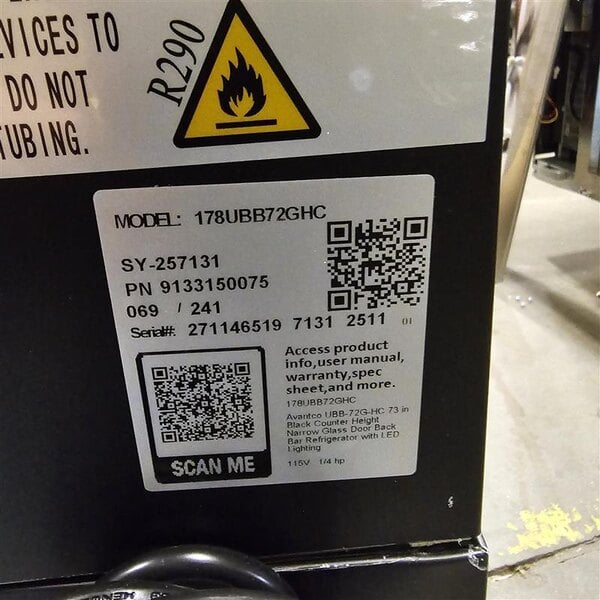 VICES TO
DO NOT
TUBING.
R290
MODEL: 178UBB72GHC
SY-257131
PN 9133150075
069 / 241
Serial#: 271146519 7131 2511 01
Access product
info,user manual,
warranty,spec
sheet,and more.
178UBB72GHC
Avantco UBB-72G-HC 73 in
Black Counter Height
Narrow Glass Door Back
Bar Refrigerator with LED
Lighting
115V 1/4 hp
SCAN ME